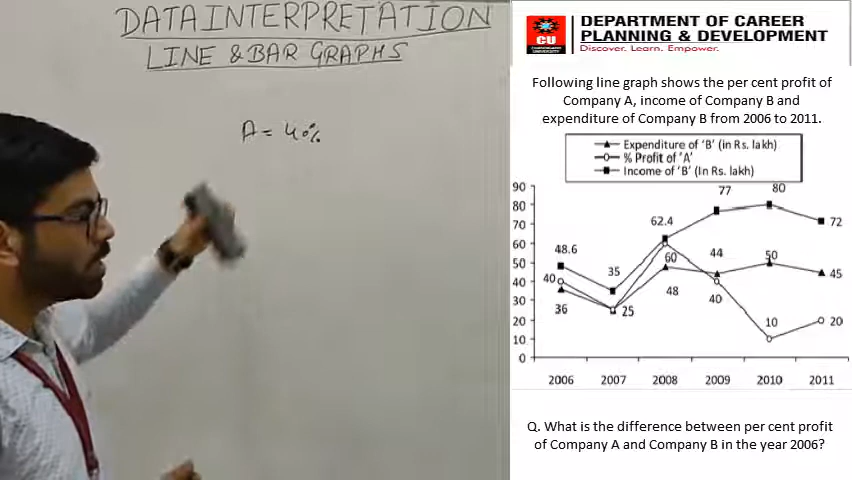 DATA INTERPRETATION
LINE & BAR GRAPHS
A = 40%
CU
DEPARTMENT OF CAREER
PLANNING & DEVELOPMENT
Discover. Learn. Empower.
Following line graph shows the per cent profit of
Company A, income of Company B and
expenditure of Company B from 2006 to 2011.
Expenditure of 'B' (in Rs. lakh)
% Profit of 'A'
Income of 'B' (In Rs. lakh)
90
80
70
60
50
40
30
20
10
0
48.6
40
36
35
25
62.4
60
48
77
44
40
80
50
10
72
45
20
2006 2007 2008 2009 2010 2011
Q. What is the difference between per cent profit
of Company A and Company B in the year 2006?